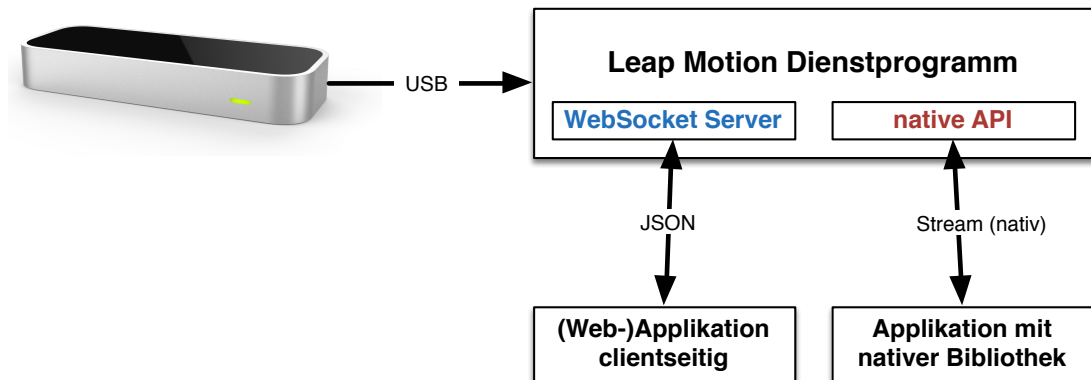 Leap Motion Dienstprogramm
USB
WebSocket Server
native API
JSON
Stream (nativ)
(Web-)Applikation
clientseitig
Applikation mit
nativer Bibliothek